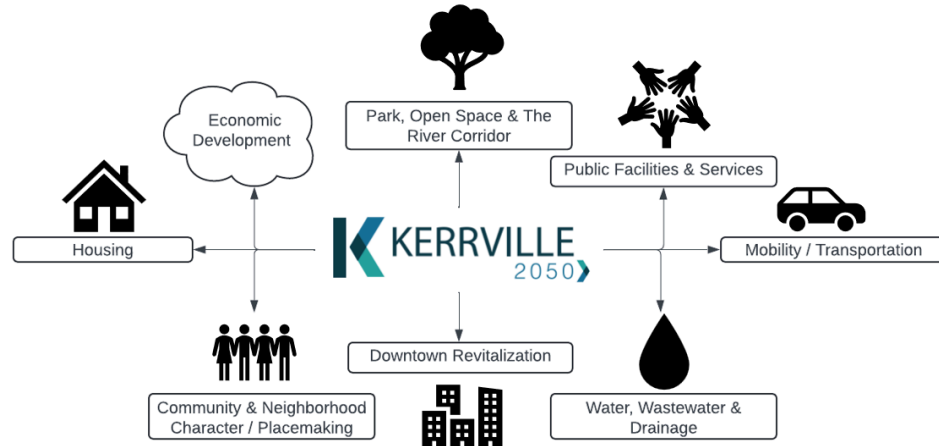 Economic
Development
Park, Open Space & The
River Corridor
Public Facilities & Services
Housing
KERRVILLE
2050
Mobility / Transportation
Community & Neighborhood
Character / Placemaking
Downtown Revitalization
Water, Wastewater &
Drainage